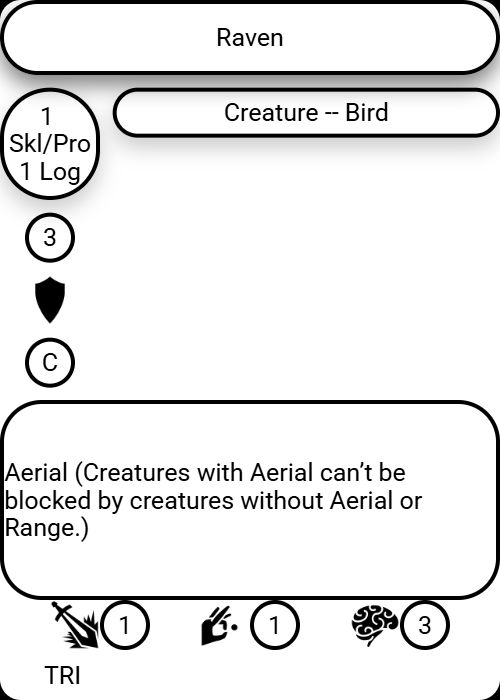 Raven
1
Skl/Pro
1 Log
Creature -- Bird
3
C
Aerial (Creatures with Aerial can’t be
blocked by creatures without Aerial or
Range.)
1
1
3
TRI